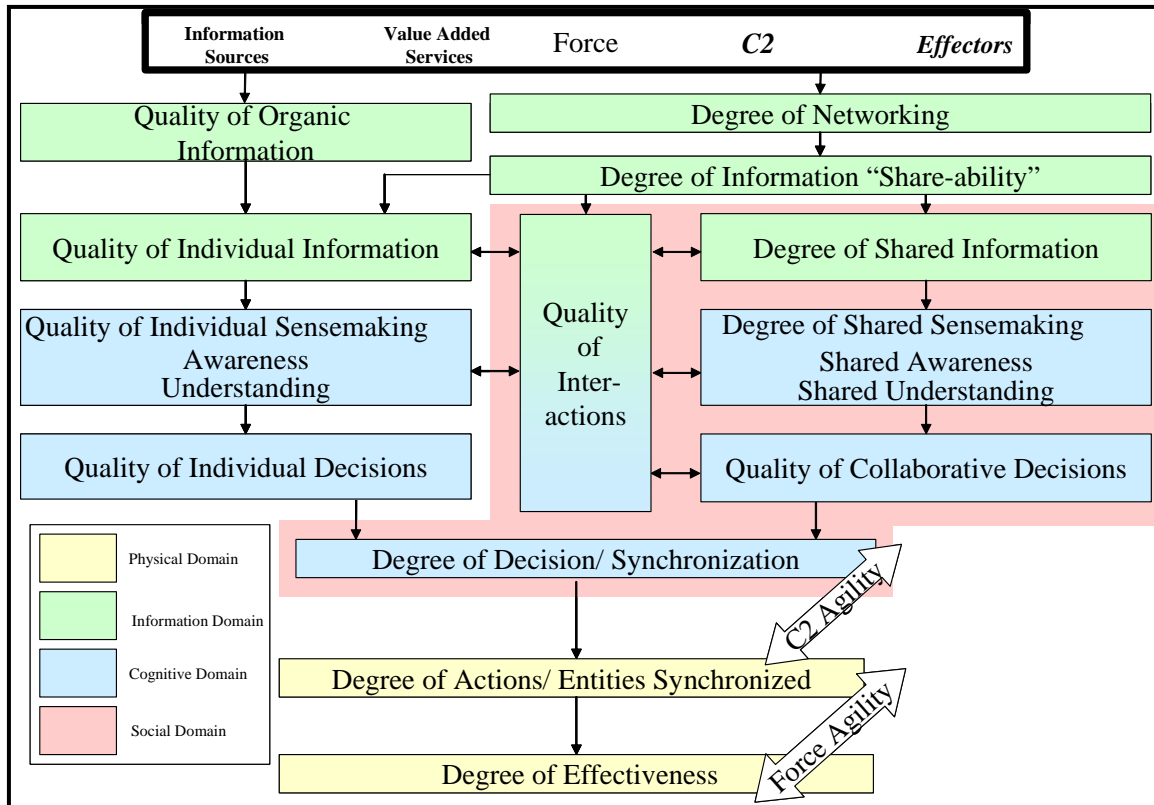 Information
Sources
Value Added
Services
Force
C2
Effectors
Quality of Organic
Information
Degree of Networking
Degree of Information “Share-ability”
Quality of Individual Information
Quality
of
Inter-
actions
Degree of Shared Information
Quality of Individual Sensemaking
Awareness
Understanding
Degree of Shared Sensemaking
Shared Awareness
Shared Understanding
Quality of Individual Decisions
Quality of Collaborative Decisions
Degree of Decision/ Synchronization
C2 Agility
Degree of Actions/ Entities Synchronized
Force Agility
Degree of Effectiveness
Physical Domain
Information Domain
Cognitive Domain
Social Domain